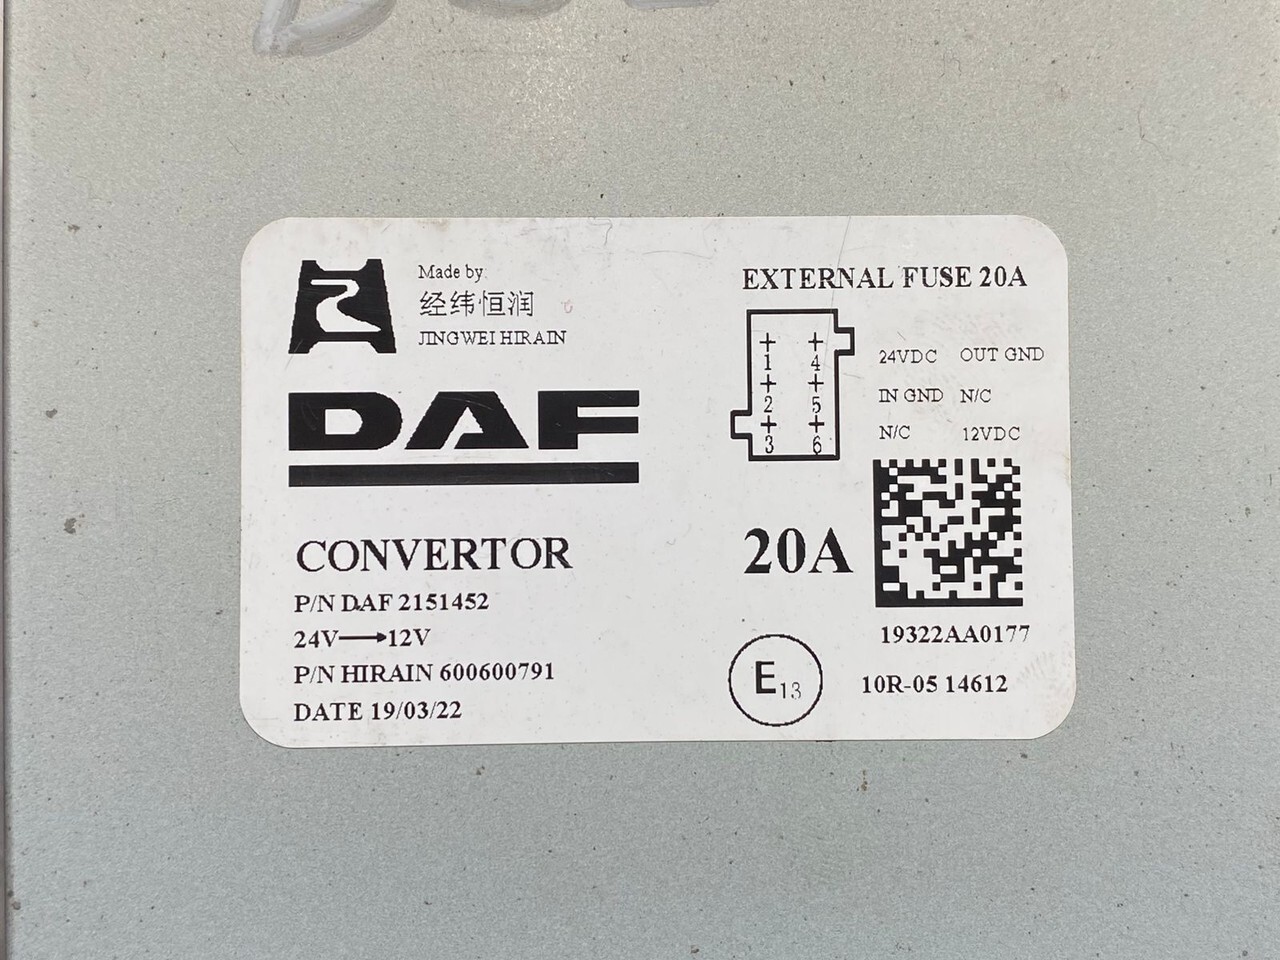 Made by:
经纬恒润
JINGWEI HIRAIN
DAF
CONVERTOR
P/N DAF 2151452
24V→12V
P/N HIRAIN 600600791
DATE 19/03/22
EXTERNAL FUSE 20A
1 4
2 5
3 6
24VDC OUT GND
IN GND N/C
N/C 12VDC
20A
19322AA0177
E13
10R-05 14612